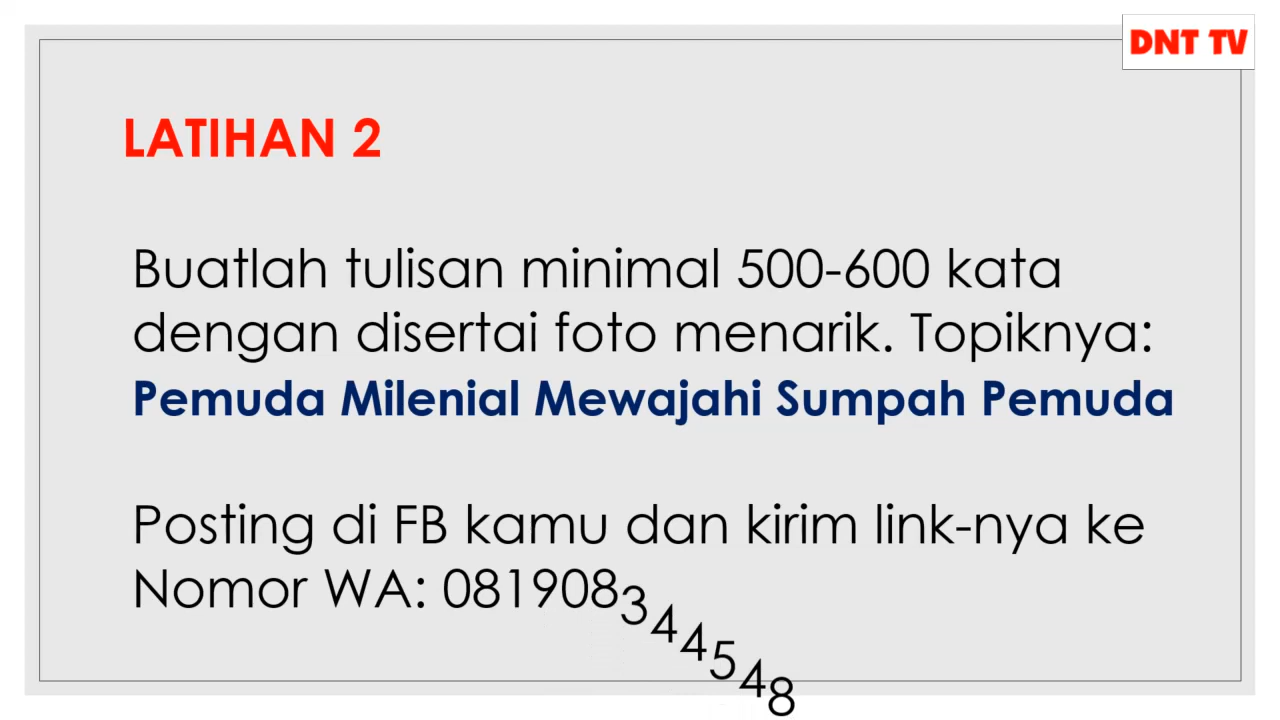 DNT TV
LATIHAN 2
Buatlah tulisan minimal 500-600 kata
dengan disertai foto menarik. Topiknya:
Pemuda Milenial Mewajahi Sumpah Pemuda
Posting di FB kamu dan kirim link-nya ke
Nomor WA: 081908344548